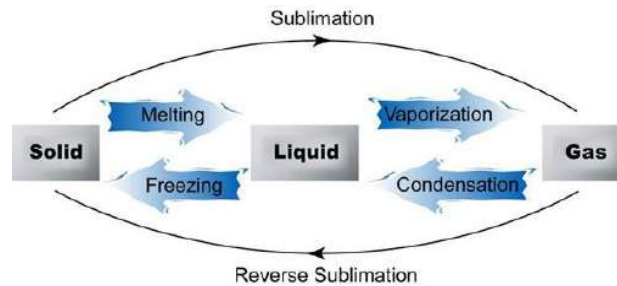 Sublimation
Melting
Vaporization
Solid
Liquid
Gas
Freezing
Condensation
Reverse Sublimation